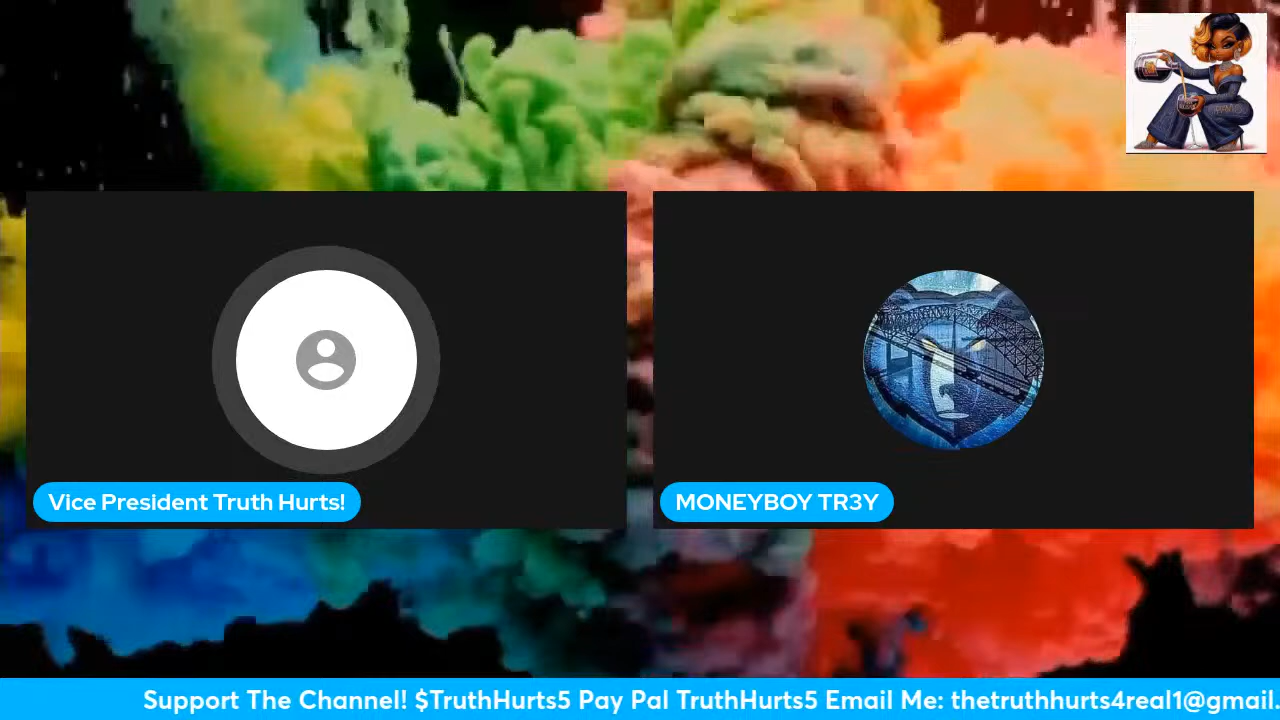 Vice President Truth Hurts!
MONEYBOY TR3Y
Support The Channel! $TruthHurts5 Pay Pal TruthHurts5 Email Me: thetruthhurts4real1@gmail.